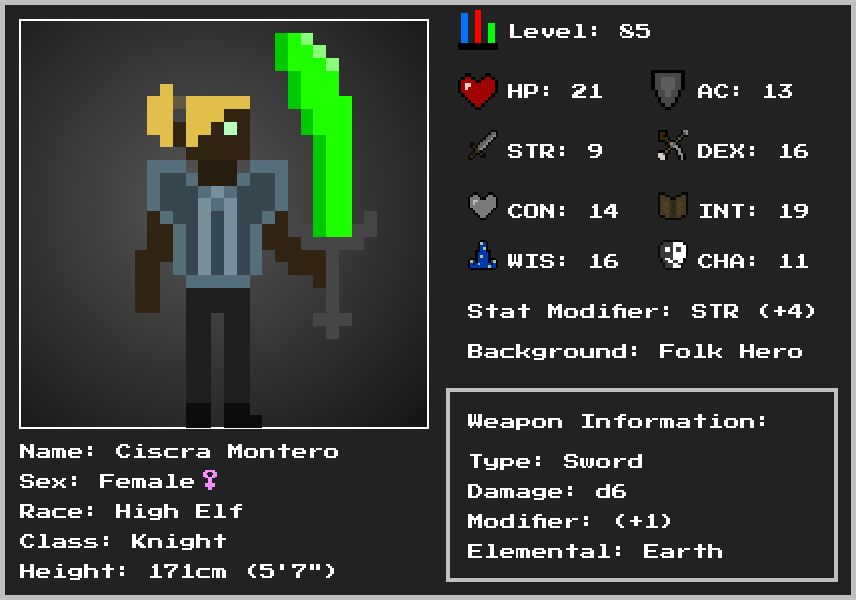 Level: 85
HP: 21
AC: 13
STR: 9
DEX: 16
CON: 14
INT: 19
WIS: 16
CHA: 11
Stat Modifier: STR (+4)
Background: Folk Hero
Name: Ciscra Montero
Sex: Female♀
Race: High Elf
Class: Knight
Height: 171cm (5'7")
Weapon Information:
Type: Sword
Damage: d6
Modifier: (+1)
Elemental: Earth